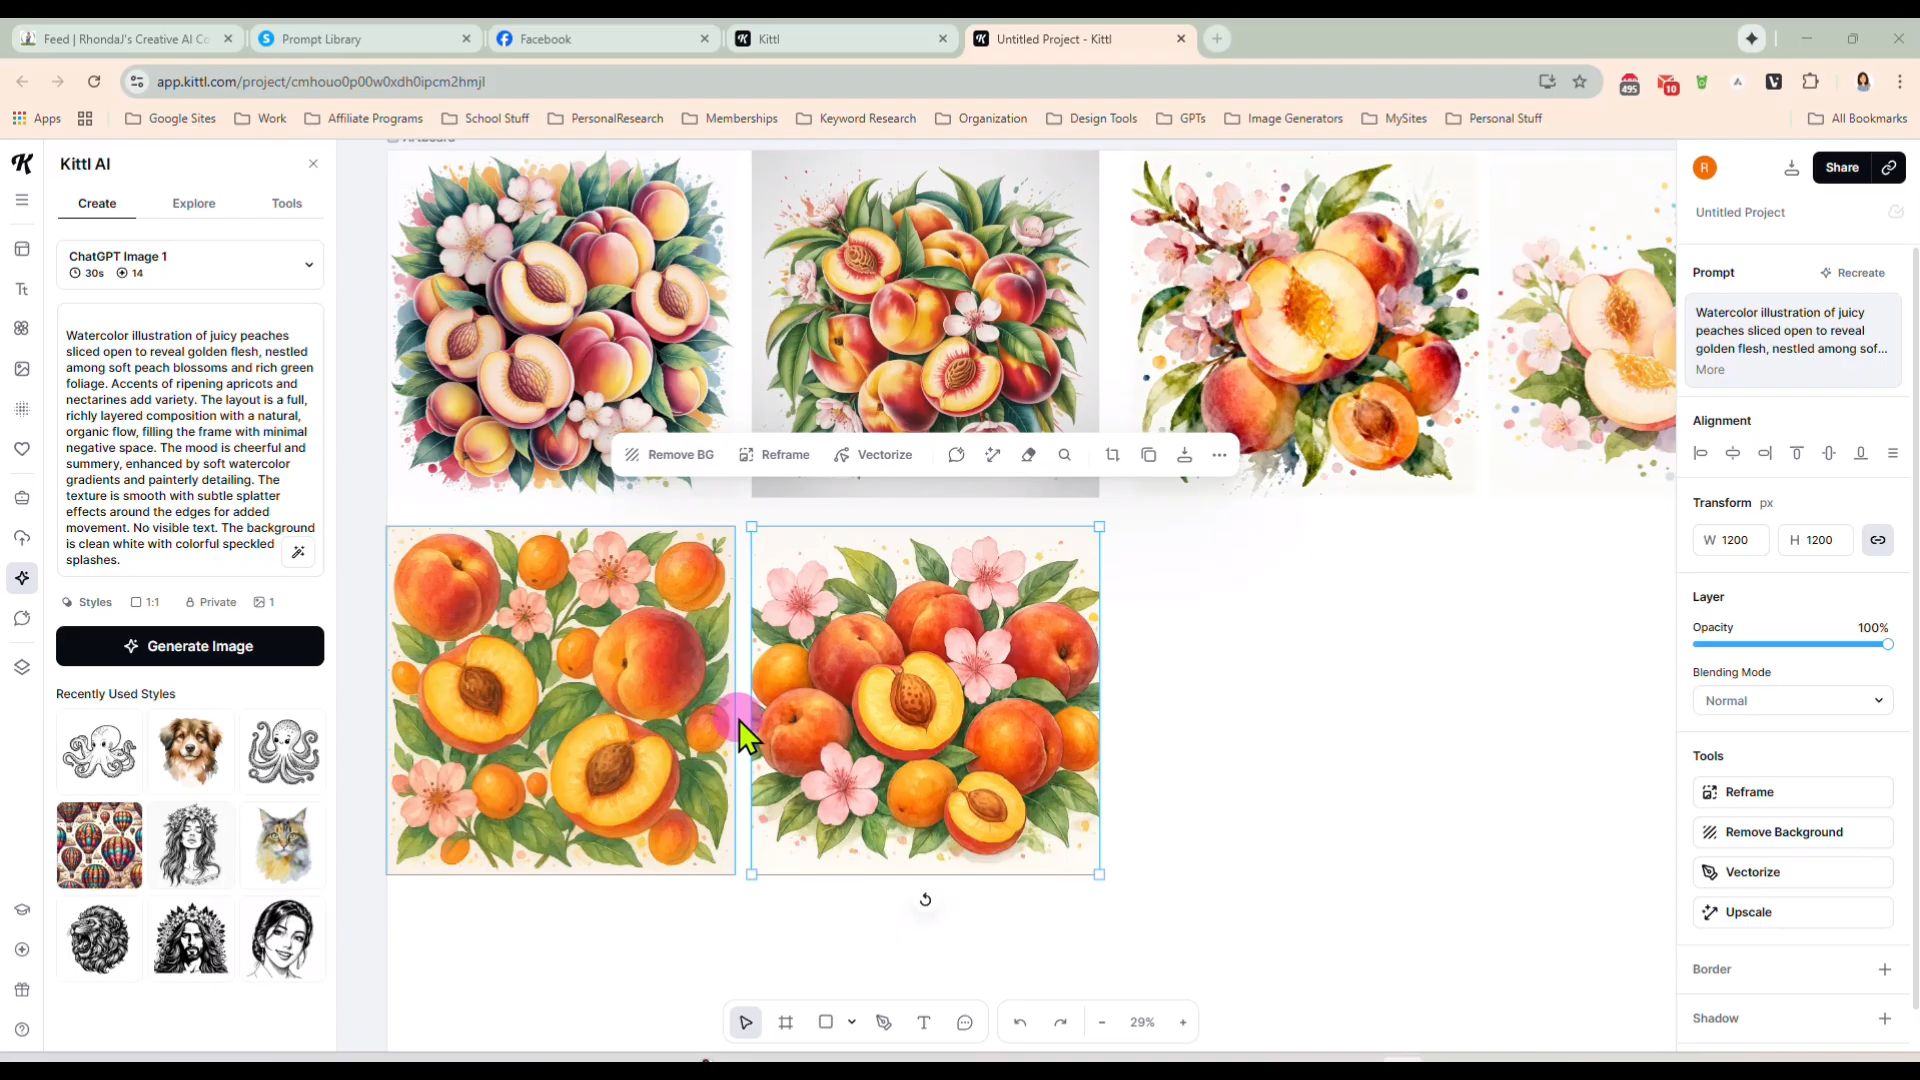 Feed | RhondaJ's Creative AI Co
Prompt Library
Facebook
Kittl
Untitled Project - Kittl
app.kittl.com/project/cmhouo0p00w0xdh0ipcm2hmjl
495
10
Apps
Google Sites
Work
Affiliate Programs
School Stuff
PersonalResearch
Memberships
Keyword Research
Organization
Design Tools
GPTs
Image Generators
MySites
Personal Stuff
All Bookmarks
Kittl AI
Create
Explore
Tools
ChatGPT Image 1
30s
14
Watercolor illustration of juicy peaches
sliced open to reveal golden flesh, nestled
among soft peach blossoms and rich green
foliage. Accents of ripening apricots and
nectarines add variety. The layout is a full,
richly layered composition with a natural,
organic flow, filling the frame with minimal
negative space. The mood is cheerful and
summery, enhanced by soft watercolor
gradients and painterly detailing. The
texture is smooth with subtle splatter
effects around the edges for added
movement. No visible text. The background
is clean white with colorful speckled
splashes.
Styles
1:1
Private
1
Generate Image
Recently Used Styles
Artboard
Remove BG
Reframe
Vectorize
29%
R
Share
Untitled Project
Prompt
Recreate
Watercolor illustration of juicy
peaches sliced open to reveal
golden flesh, nestled among sof...
More
Alignment
Transform px
W 1200
H 1200
Layer
Opacity
100%
Blending Mode
Normal
Tools
Reframe
Remove Background
Vectorize
Upscale
Border
Shadow